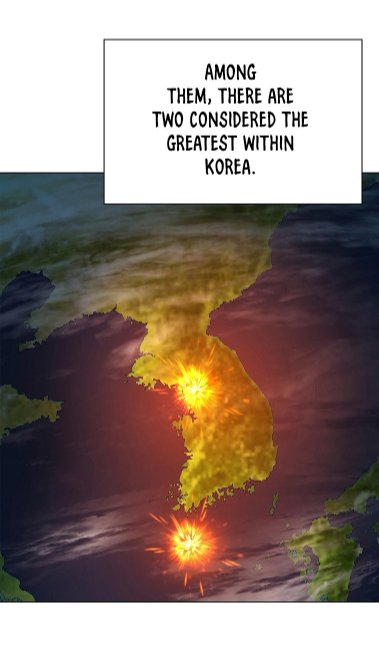 AMONG
THEM, THERE ARE
TWO CONSIDERED THE
GREATEST WITHIN
KOREA.